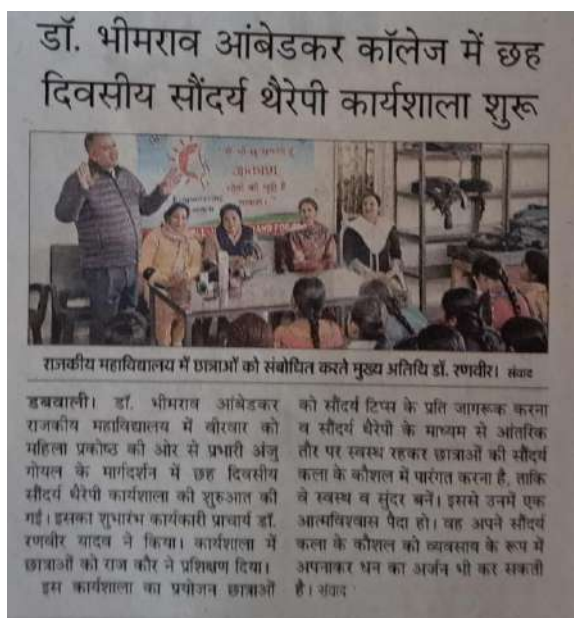 डॉ. भीमराव आंबेडकर कॉलेज में छह
दिवसीय सौंदर्य थैरेपी कार्यशाला शुरू
राजकीय महाविद्यालय में छात्राओं को संबोधित करते मुख्य अतिथि डॉ. रणवीर। संवाद
डबवाली। डॉ. भीमराव आंबेडकर
राजकीय महाविद्यालय में वीरवार को
महिला प्रकोष्ठ की ओर से प्रभारी अंजु
गोयल के मार्गदर्शन में छह दिवसीय
सौंदर्य थैरेपी कार्यशाला की शुरुआत की
गई। इसका शुभारंभ कार्यकारी प्राचार्य डॉ.
रणवीर यादव ने किया। कार्यशाला में
छात्राओं को राज कौर ने प्रशिक्षण दिया।
इस कार्यशाला का प्रयोजन छात्राओं
को सौंदर्य टिप्स के प्रति जागरूक करना
व सौंदर्य थैरेपी के माध्यम से आंतरिक
तौर पर स्वस्थ रहकर छात्राओं की सौंदर्य
कला के कौशल में पारंगत करना है, ताकि
वे स्वस्थ व सुंदर बनें। इससे उनमें एक
आत्मविश्वास पैदा हो। वह अपने सौंदर्य
कला के कौशल को व्यवसाय के रूप में
अपनाकर धन का अर्जन भी कर सकती
है। संवाद